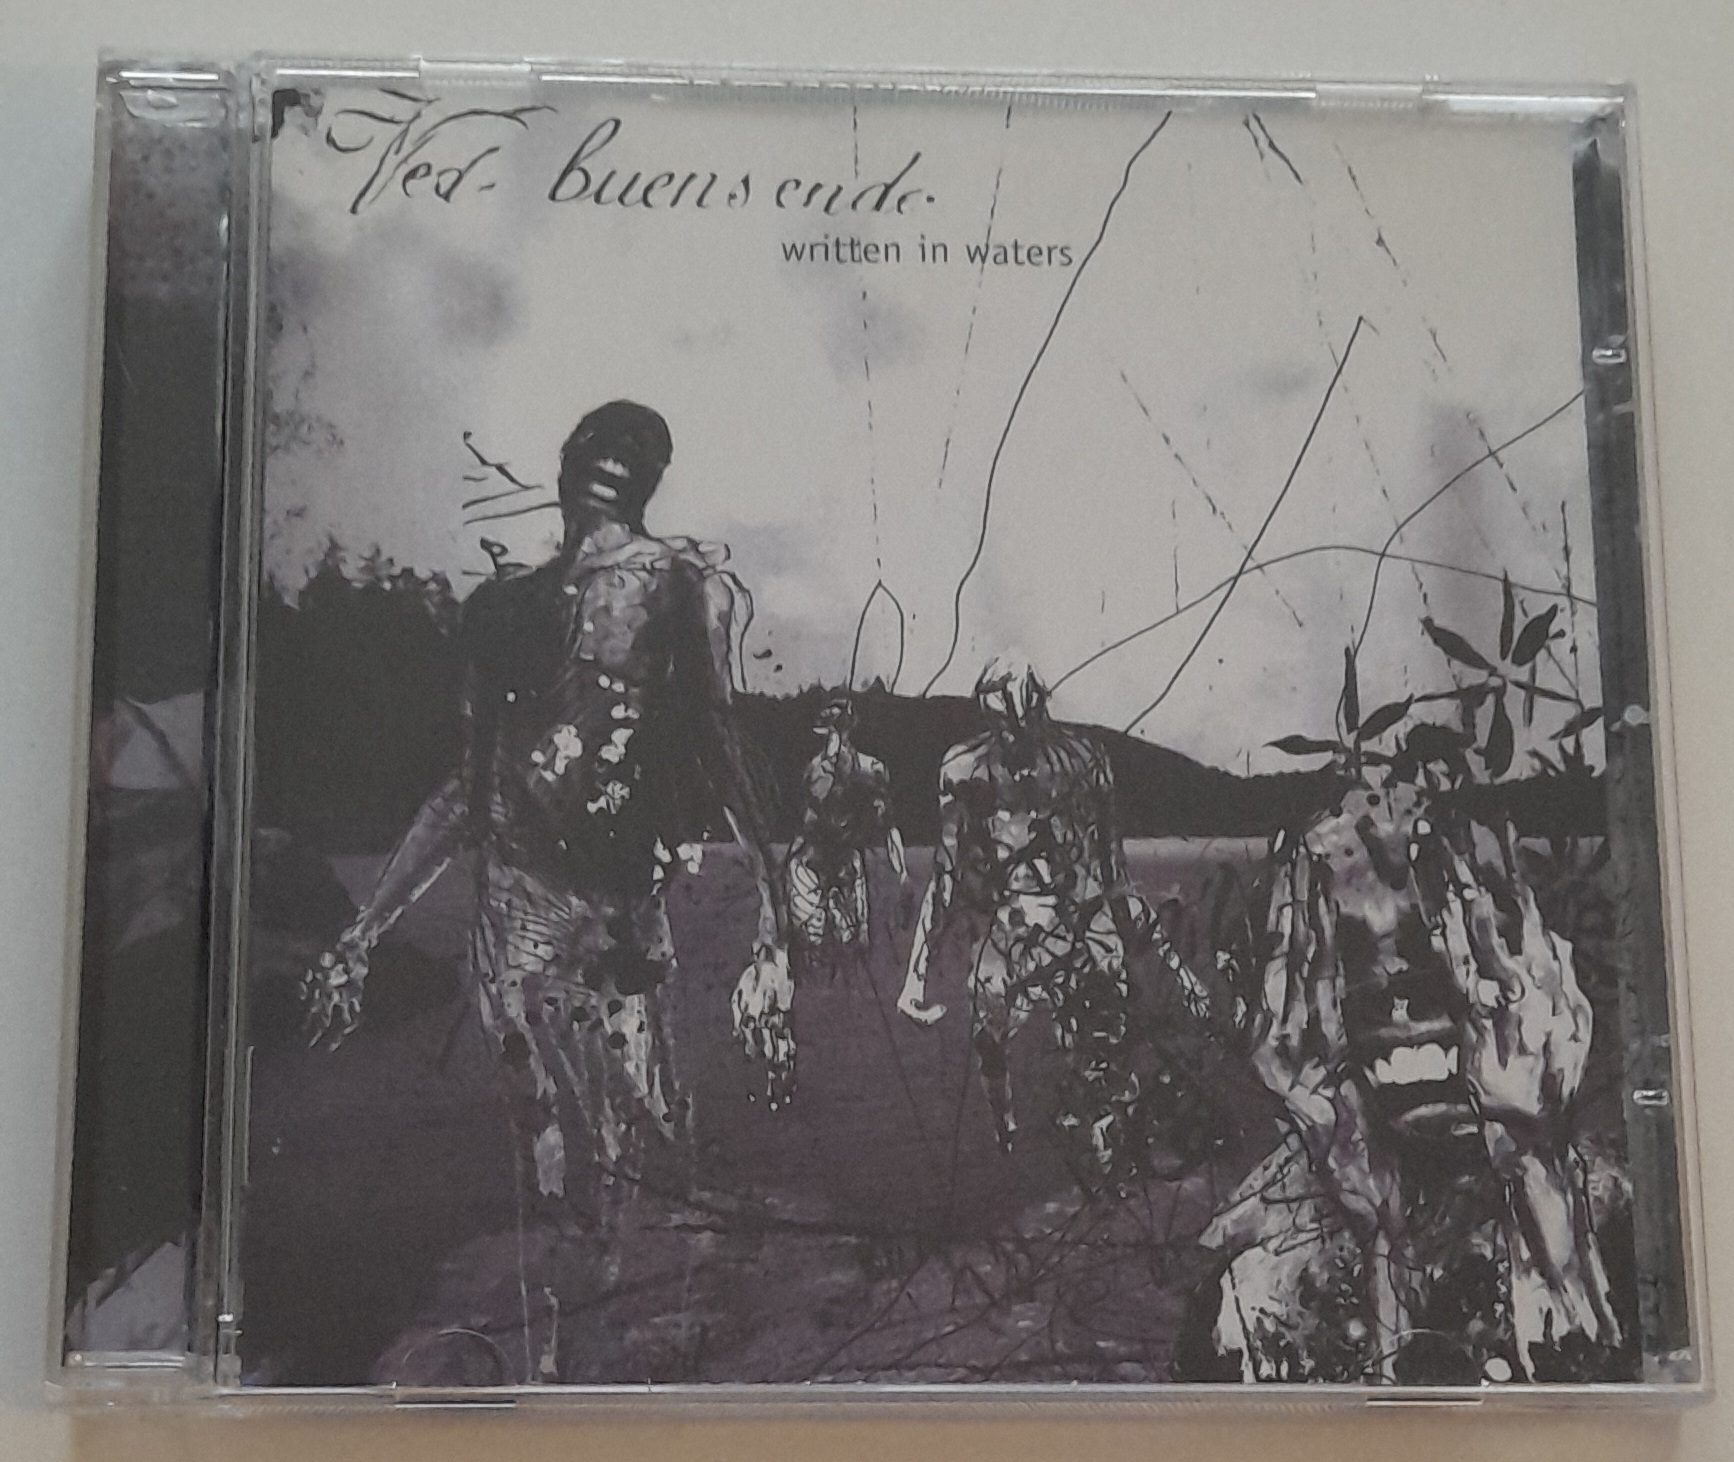 Ved buens ende.
written in waters